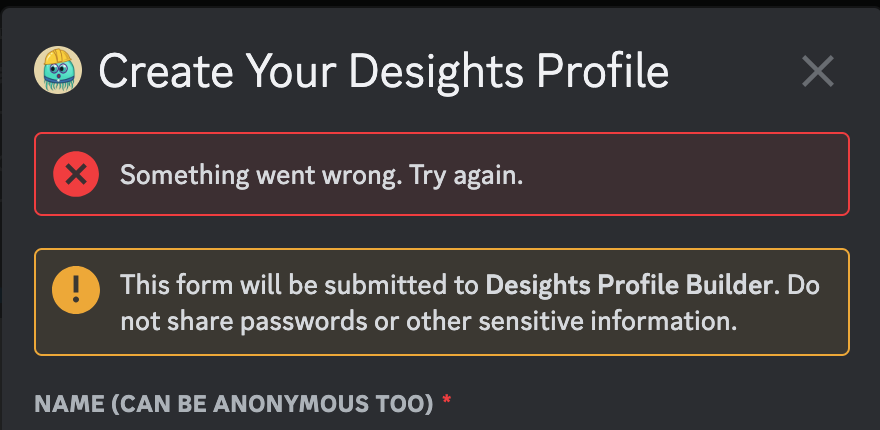 Create Your Desights Profile
Something went wrong. Try again.
This form will be submitted to Desights Profile Builder. Do
not share passwords or other sensitive information.
NAME (CAN BE ANONYMOUS TOO) *